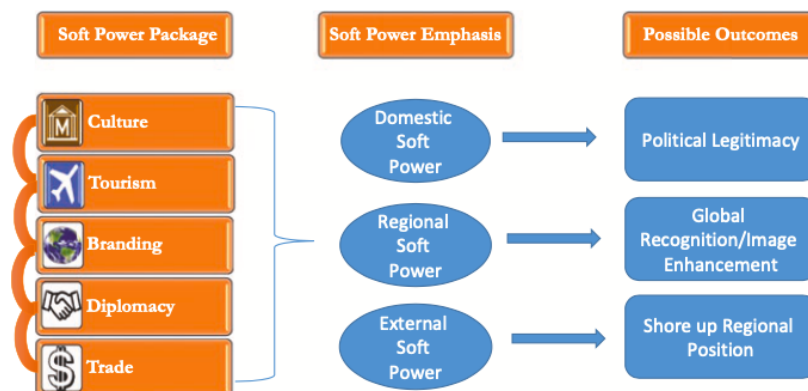 Soft Power Package
Soft Power Emphasis
Possible Outcomes
M
Culture
Tourism
Branding
Diplomacy
$
Trade
Domestic
Soft
Power
Regional
Soft
Power
External
Soft
Power
Political Legitimacy
Global
Recognition/Image
Enhancement
Shore up Regional
Position